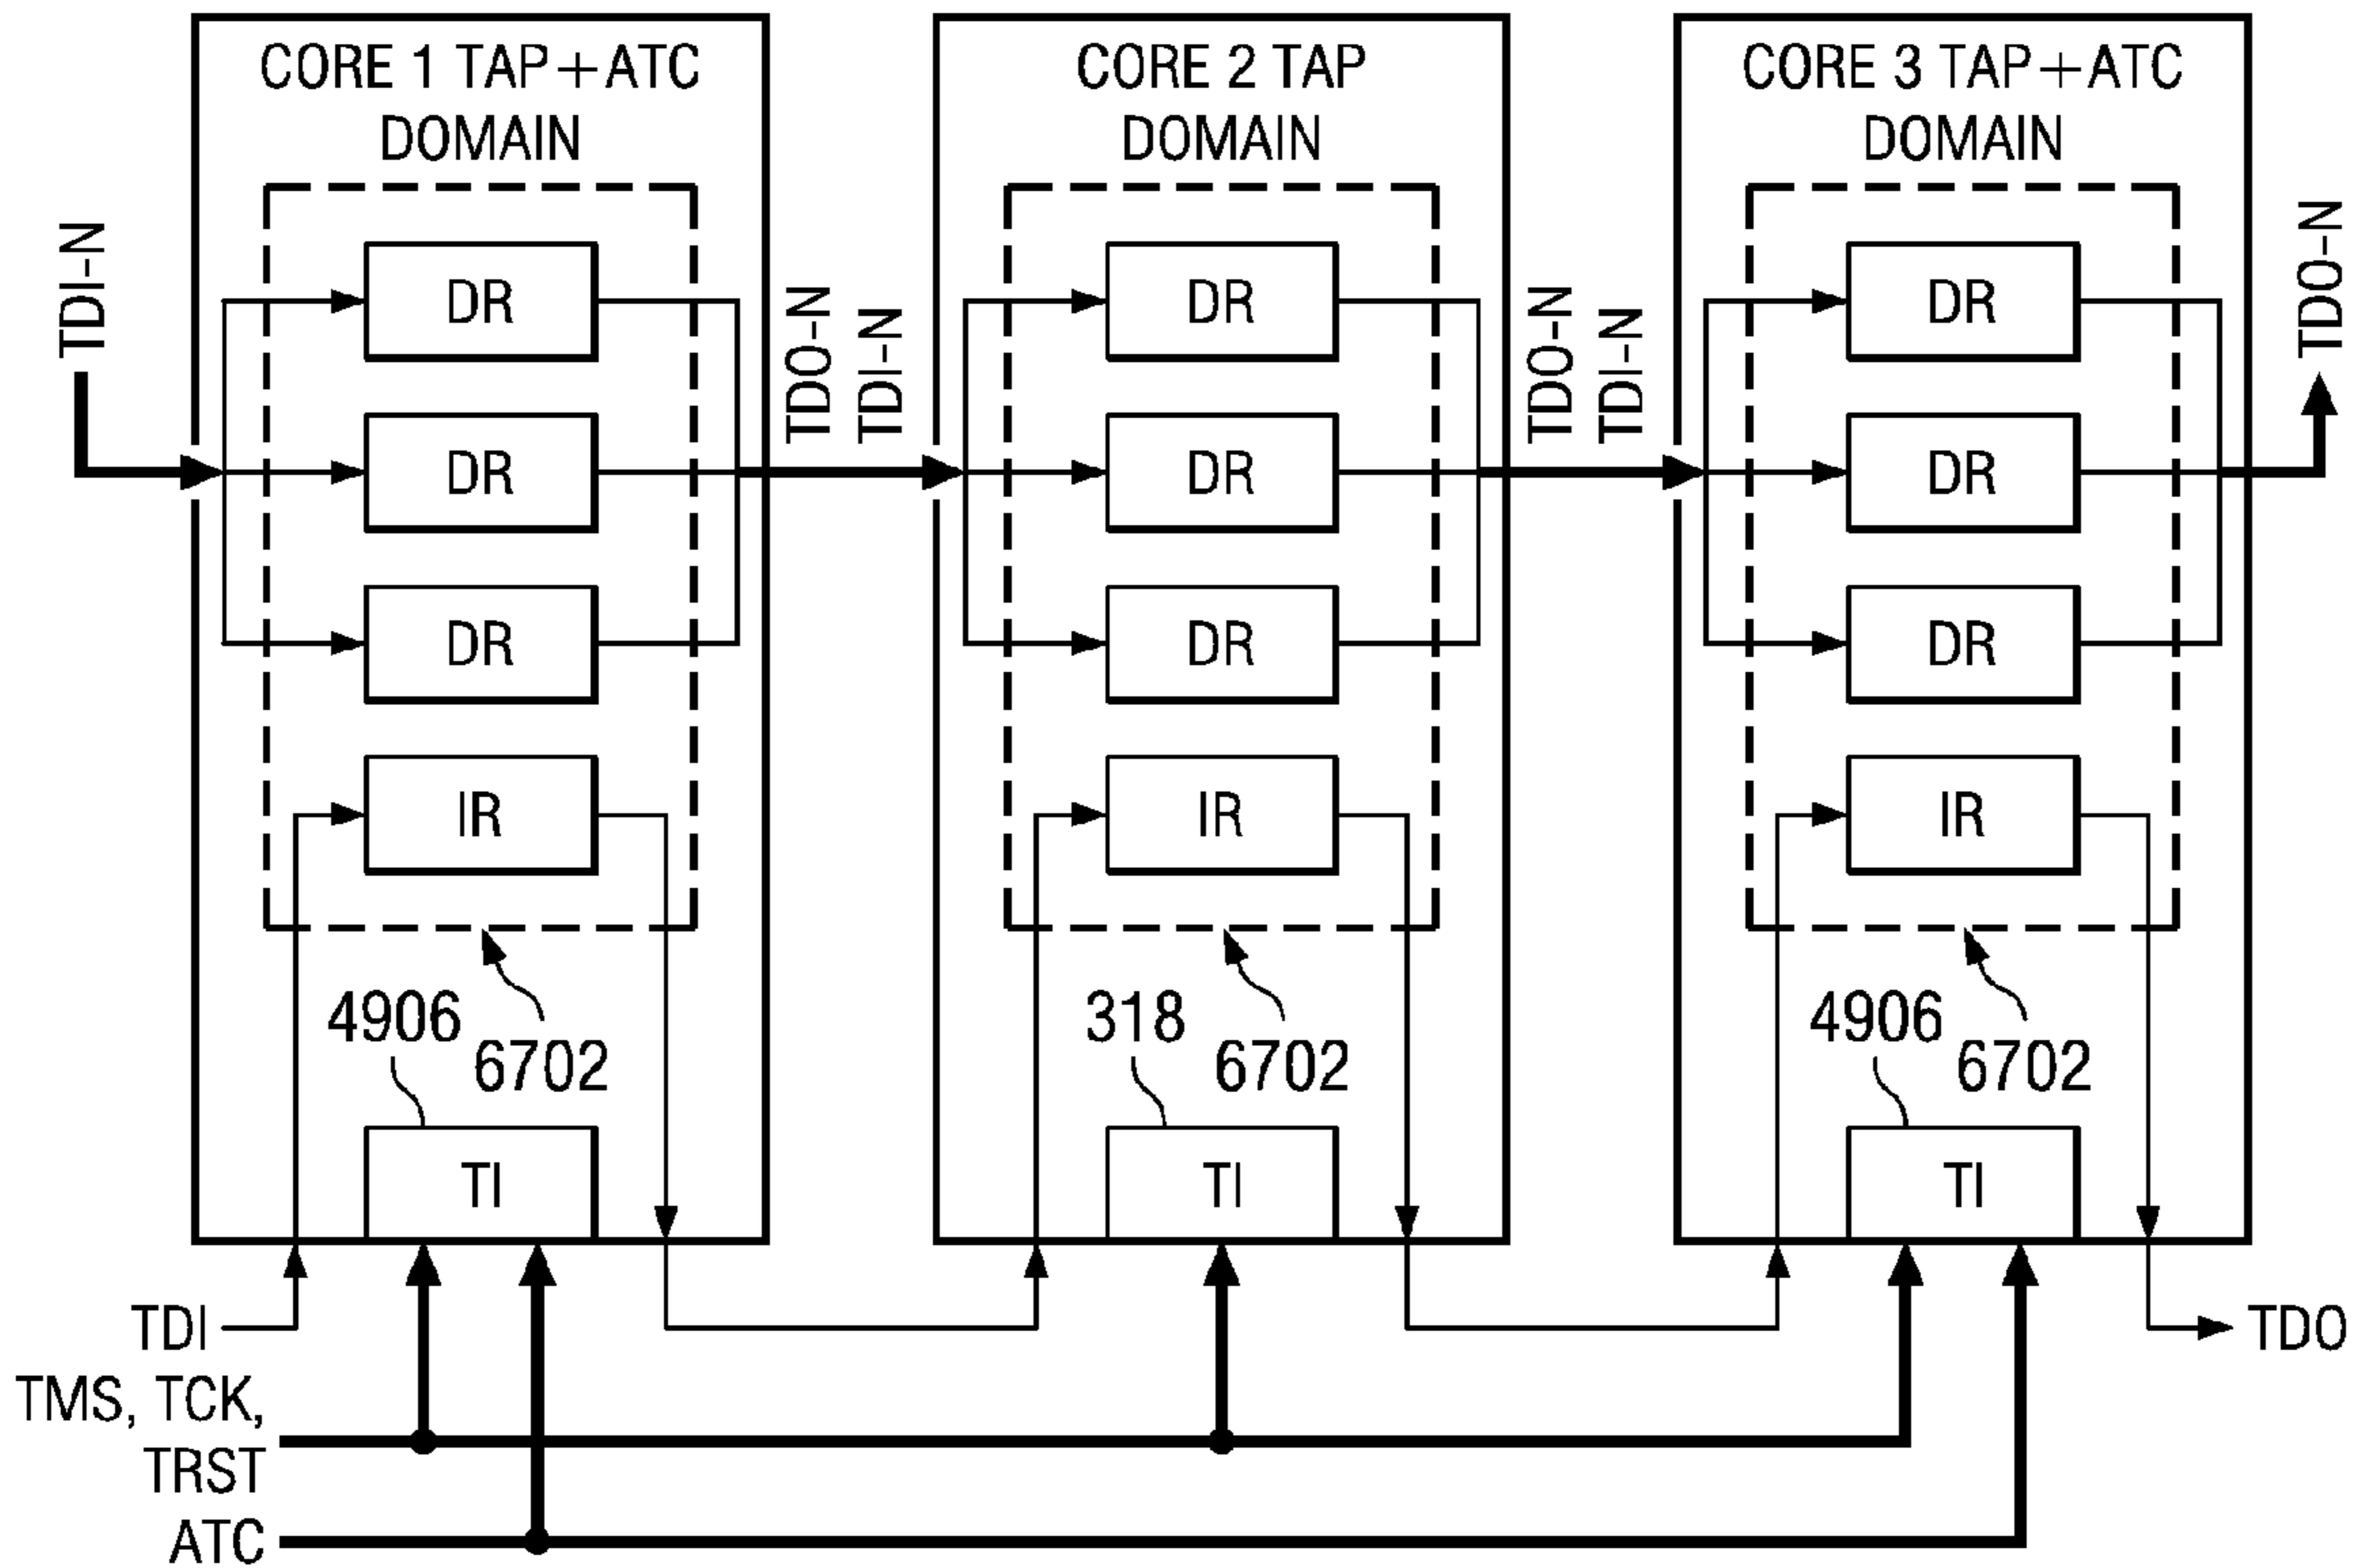 CORE 1 TAP+ATC
DOMAIN
CORE 2 TAP
DOMAIN
CORE 3 TAP+ATC
DOMAIN
TDI-N
DR
DR
DR
IR
TDO-N
TDI-N
DR
DR
DR
IR
TDO-N
TDI-N
DR
DR
DR
IR
TDO-N
4906
6702
318
6702
4906
6702
TI
TI
TI
TDI
TDO
TMS, TCK,
TRST
ATC